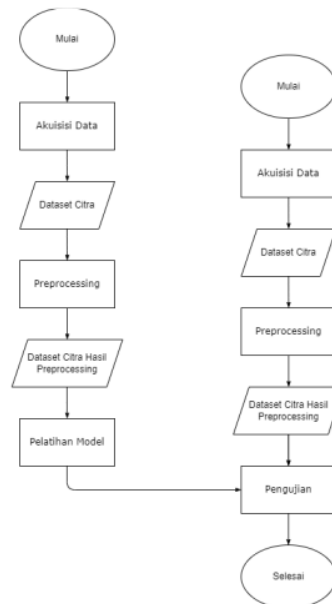 Mulai
Akuisisi Data
Dataset Citra
Preprocessing
Dataset Citra Hasil
Preprocessing
Pelatihan Model
Mulai
Akuisisi Data
Dataset Citra
Preprocessing
Dataset Citra Hasil
Preprocessing
Pengujian
Selesai